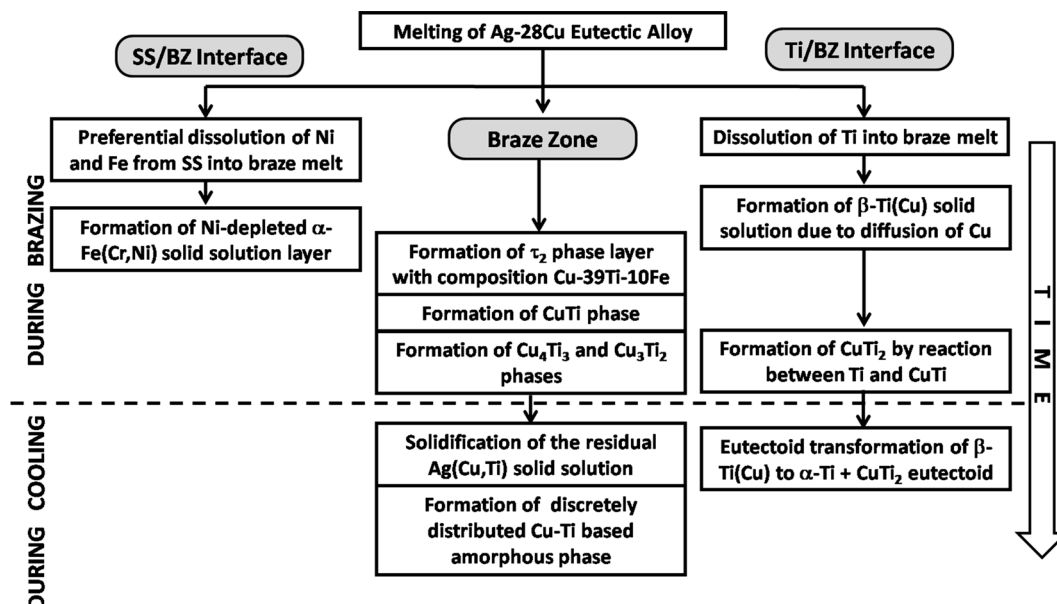 Melting of Ag-28Cu Eutectic Alloy
SS/BZ Interface
Ti/BZ Interface
Braze Zone
Preferential dissolution of Ni
and Fe from SS into braze melt
Formation of Ni-depleted α-
Fe(Cr,Ni) solid solution layer
Formation of τ₂ phase layer
with composition Cu-39Ti-10Fe
Formation of CuTi phase
Formation of Cu₄Ti₃ and Cu₃Ti₂
phases
Solidification of the residual
Ag(Cu,Ti) solid solution
Formation of discretely
distributed Cu-Ti based
amorphous phase
Dissolution of Ti into braze melt
Formation of β-Ti(Cu) solid
solution due to diffusion of Cu
Formation of CuTi₂ by reaction
between Ti and CuTi
Eutectoid transformation of β-
Ti(Cu) to α-Ti + CuTi₂ eutectoid
DURING BRAZING
DURING COOLING
TIME